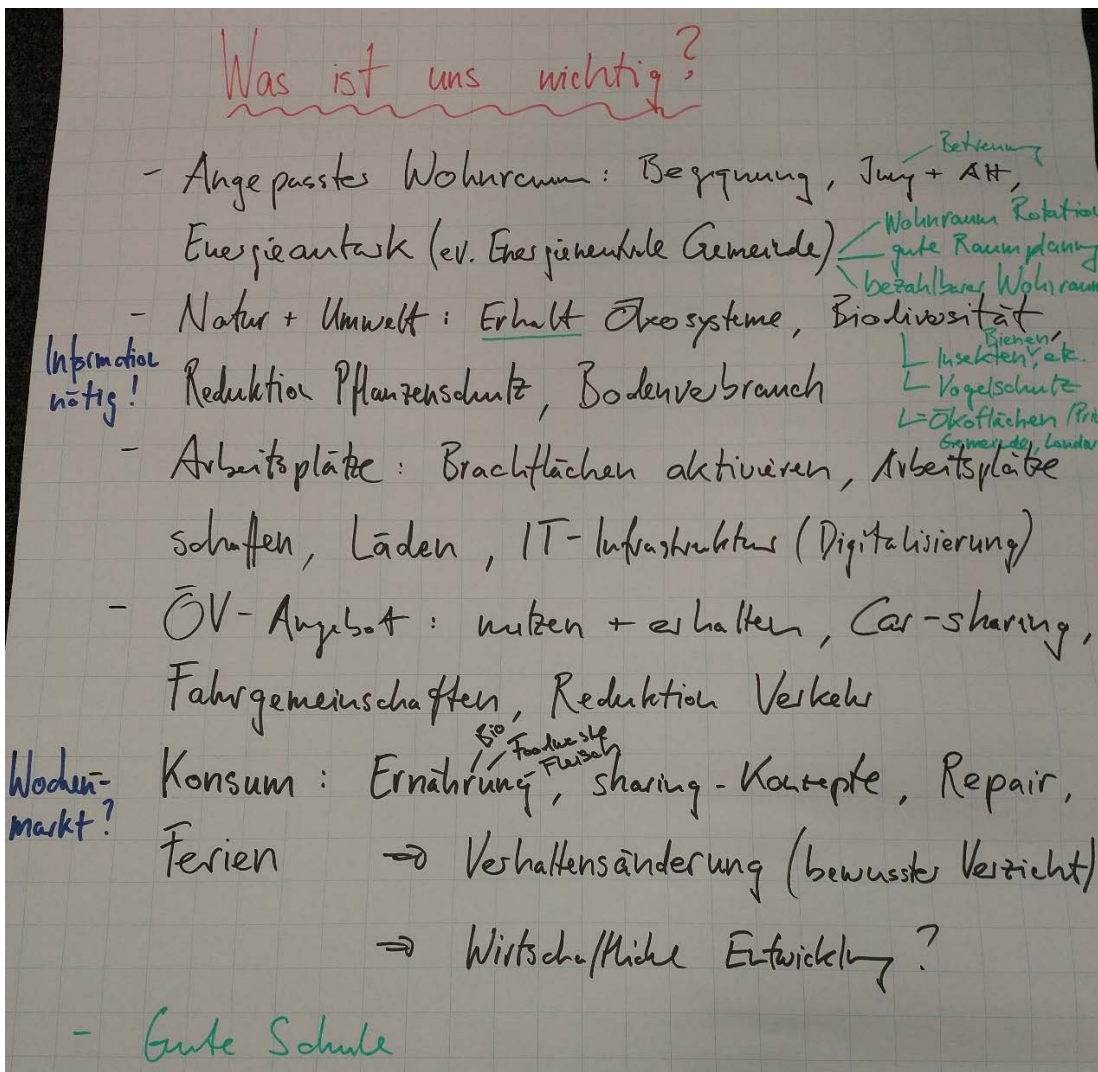 Was ist uns wichtig?
Betreuung
- Angepasstes Wohnraum: Begegnung, Jung + Alt,
Wohnraum Rotation
Energieautark (ev. Energiezentrale Gemeinde)
gute Raumplanung
bezahlbarer Wohnraum
- Natur + Umwelt: Erhalt Ökosysteme, Biodiversität,
Bienen,
Insekten, etc.
Information
nötig!
Reduktion Pflanzenschutz, Bodenverbrauch
Vogelschutz
Ökoflächen
Gemeinde,
- Arbeitsplätze: Brachflächen aktivieren, Arbeitsplätze
schaffen, Läden, IT-Infrastruktur (Digitalisierung)
- ÖV-Angebot: nutzen + erhalten, Car-sharing,
Fahrgemeinschaften, Reduktion Verkehr
Bio
Foodwaste
Fleisch
Wochen-
markt?
Konsum: Ernährung, sharing-Konzepte, Repair,
Ferien ⇒ Verhaltensänderung (bewusster Verzicht)
⇒ Wirtschaftliche Entwicklung?
- Gute Schule